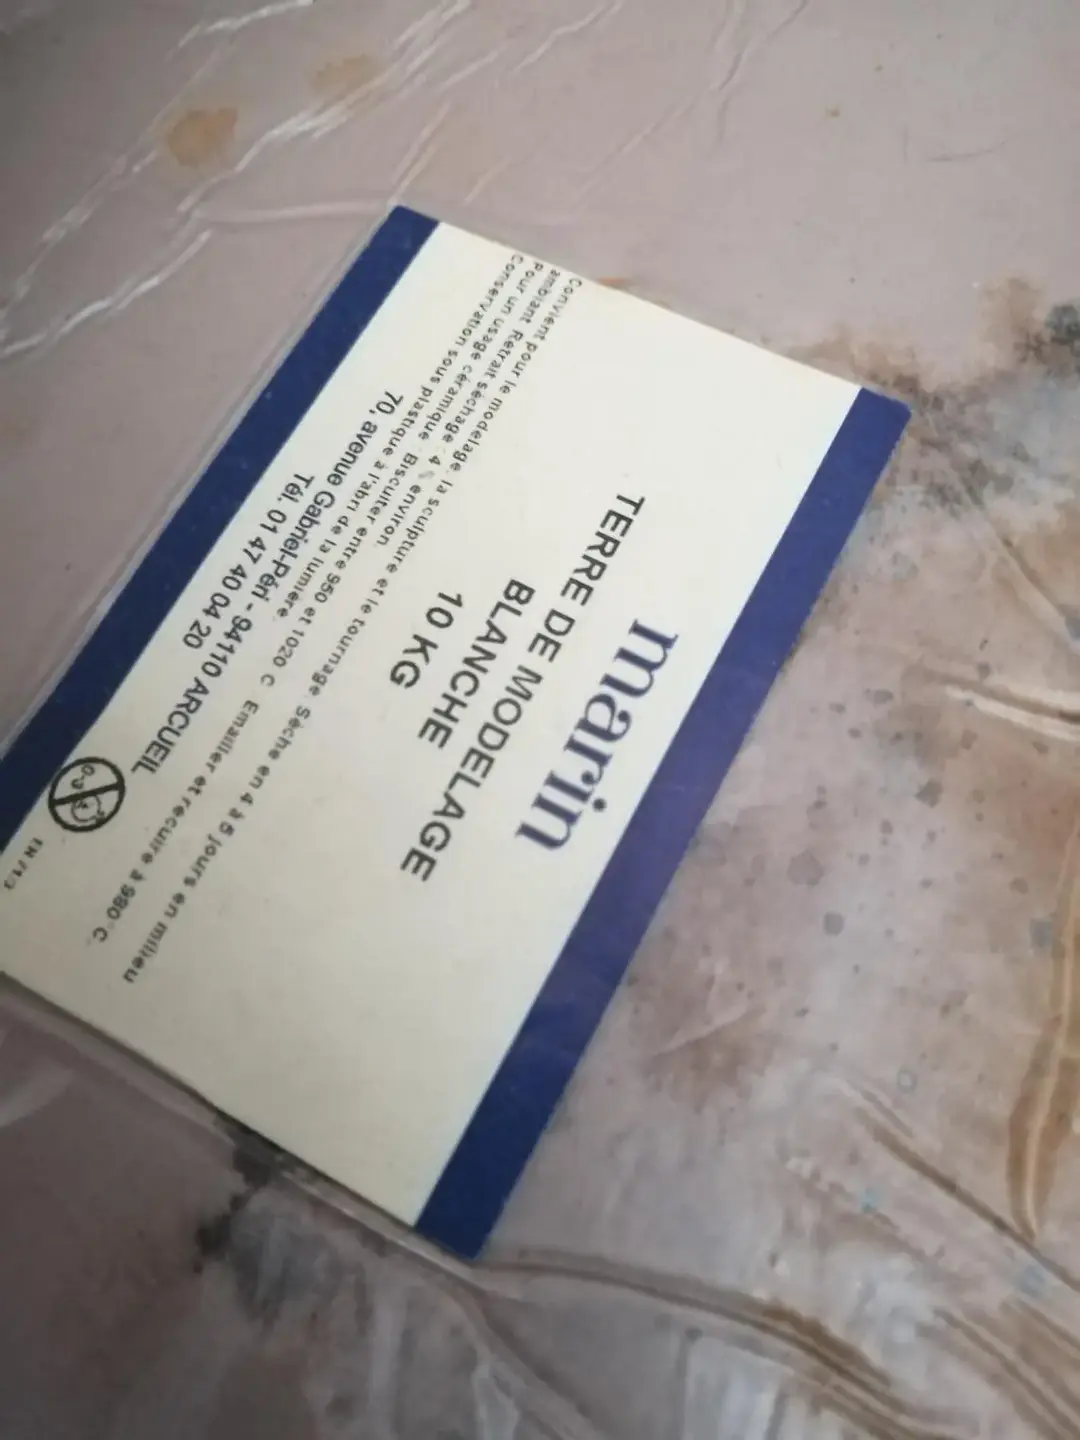 marin
TERRE DE MODELAGE
BLANCHE
10 KG
Convient pour le modelage, la sculpture et le tournage. Sèche en 4 à 5 jours en milieu
ambiant. Retrait séchage : 4 % environ.
Pour un usage céramique : Biscuiter entre 950 et 1020 C. Emailler et recuire à 980°C.
Conservation sous plastique à l'abri de la lumière.
70, avenue Gabriel-Péri - 94110 ARCUEIL
Tél. 01 47 40 04 20
0-3